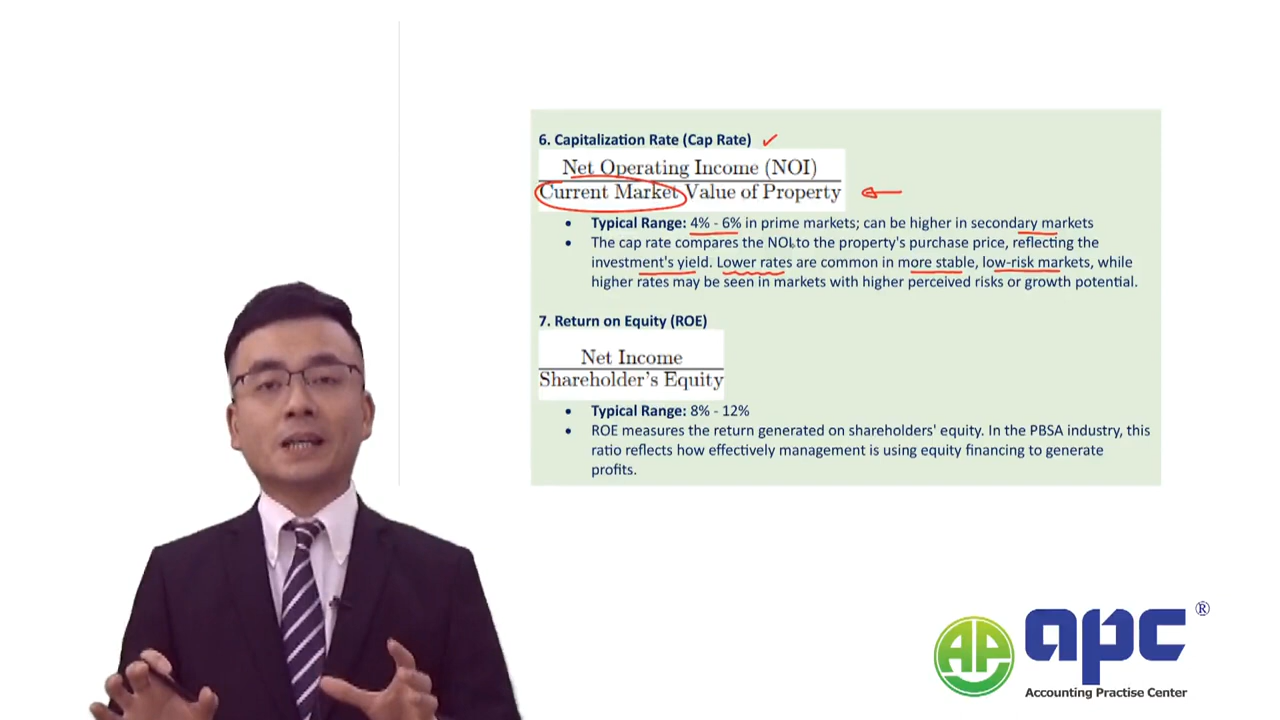 6. Capitalization Rate (Cap Rate)
Net Operating Income (NOI)
Current Market Value of Property
• Typical Range: 4% - 6% in prime markets; can be higher in secondary markets
• The cap rate compares the NOI to the property's purchase price, reflecting the
investment's yield. Lower rates are common in more stable, low-risk markets, while
higher rates may be seen in markets with higher perceived risks or growth potential.
7. Return on Equity (ROE)
Net Income
Shareholder's Equity
• Typical Range: 8% - 12%
• ROE measures the return generated on shareholders' equity. In the PBSA industry, this
ratio reflects how effectively management is using equity financing to generate
profits.
AP apc ®
Accounting Practise Center